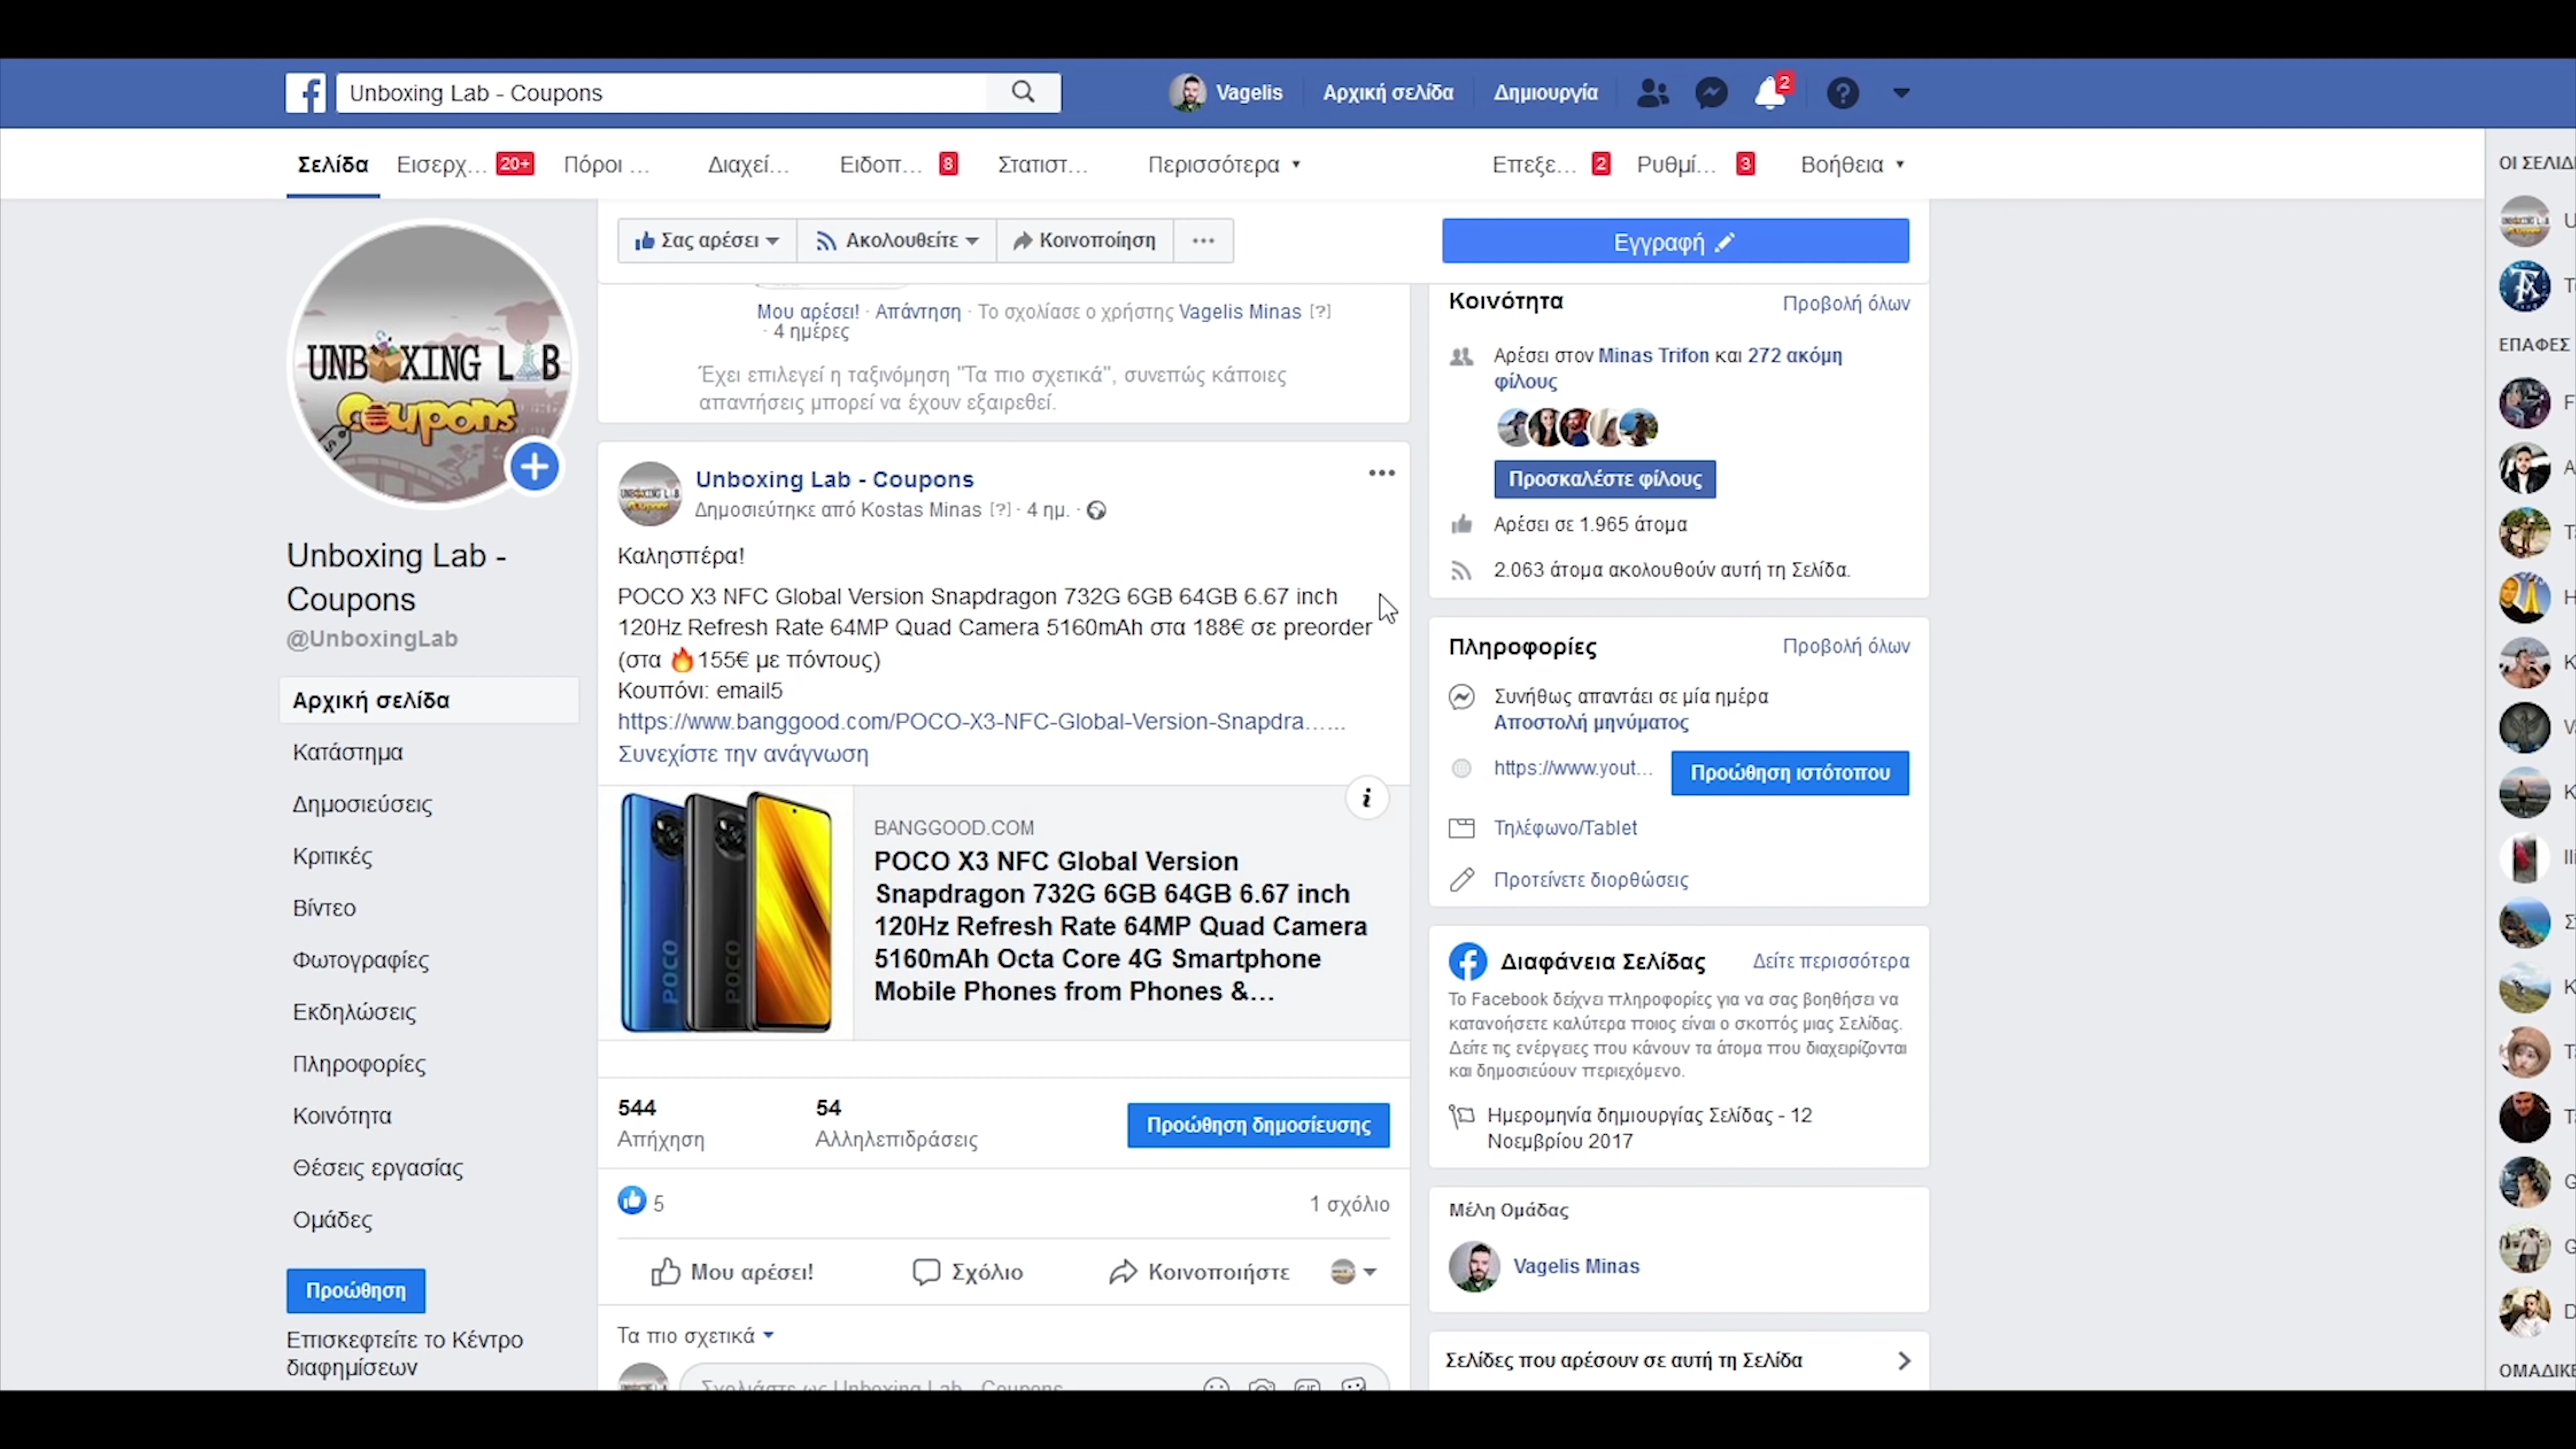 Unboxing Lab - Coupons
Vagelis
Αρχική σελίδα
Δημιουργία
2
Σελίδα
Εισερχ... 20+
Πόροι ...
Διαχεί...
Ειδοπ... 8
Στατιστ...
Περισσότερα
Επεξε... 2
Ρυθμί... 3
Βοήθεια
UNBOXING LAB
Coupons
Unboxing Lab -
Coupons
@UnboxingLab
Αρχική σελίδα
Κατάστημα
Δημοσιεύσεις
Κριτικές
Βίντεο
Φωτογραφίες
Εκδηλώσεις
Πληροφορίες
Κοινότητα
Θέσεις εργασίας
Ομάδες
Προώθηση
Επισκεφτείτε το Κέντρο
διαφημίσεων
Σας αρέσει
Ακολουθείτε
Κοινοποίηση
Εγγραφή
Μου αρέσει! · Απάντηση · Το σχολίασε ο χρήστης Vagelis Minas [?]
· 4 ημέρες
Έχει επιλεγεί η ταξινόμηση "Τα πιο σχετικά", συνεπώς κάποιες
απαντήσεις μπορεί να έχουν εξαιρεθεί.
Unboxing Lab - Coupons
Δημοσιεύτηκε από Kostas Minas [?] · 4 ημ. ·
Καλησπέρα!
POCO X3 NFC Global Version Snapdragon 732G 6GB 64GB 6.67 inch
120Hz Refresh Rate 64MP Quad Camera 5160mAh στα 188€ σε preorder
(στα 🔥155€ με πόντους)
Κουπόνι: email5
https://www.banggood.com/POCO-X3-NFC-Global-Version-Snapdra......
Συνεχίστε την ανάγνωση
POCO
POCO
BANGGOOD.COM
POCO X3 NFC Global Version
Snapdragon 732G 6GB 64GB 6.67 inch
120Hz Refresh Rate 64MP Quad Camera
5160mAh Octa Core 4G Smartphone
Mobile Phones from Phones &...
544
Απήχηση
54
Αλληλεπιδράσεις
Προώθηση δημοσίευσης
5
1 σχόλιο
Μου αρέσει!
Σχόλιο
Κοινοποιήστε
Τα πιο σχετικά
Σχολιάστε ως Unboxing Lab - Coupons
Κοινότητα
Προβολή όλων
Αρέσει στον Minas Trifon και 272 ακόμη
φίλους
Προσκαλέστε φίλους
Αρέσει σε 1.965 άτομα
2.063 άτομα ακολουθούν αυτή τη Σελίδα.
Πληροφορίες
Προβολή όλων
Συνήθως απαντάει σε μία ημέρα
Αποστολή μηνύματος
https://www.yout...
Προώθηση ιστότοπου
Τηλέφωνο/Tablet
Προτείνετε διορθώσεις
Διαφάνεια Σελίδας
Δείτε περισσότερα
Το Facebook δείχνει πληροφορίες για να σας βοηθήσει να
κατανοήσετε καλύτερα ποιος είναι ο σκοπός μιας Σελίδας.
Δείτε τις ενέργειες που κάνουν τα άτομα που διαχειρίζονται
και δημοσιεύουν περιεχόμενο.
Ημερομηνία δημιουργίας Σελίδας - 12
Νοεμβρίου 2017
Μέλη Ομάδας
Vagelis Minas
Σελίδες που αρέσουν σε αυτή τη Σελίδα
ΟΙ ΣΕΛΙΔ
ΕΠΑΦΕΣ
ΟΜΑΔΙΚΕ